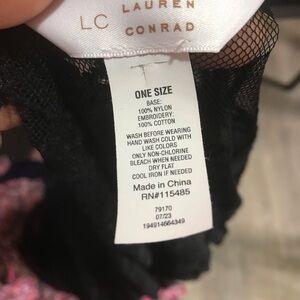 LC LAUREN
CONRAD
ONE SIZE
BASE:
100% NYLON
EMBROIDERY:
100% COTTON
WASH BEFORE WEARING
HAND WASH COLD WITH
LIKE COLORS
ONLY NON-CHLORINE
BLEACH WHEN NEEDED
DRY FLAT
COOL IRON IF NEEDED
Made in China
RN#115485
79170
07/23
194914664349